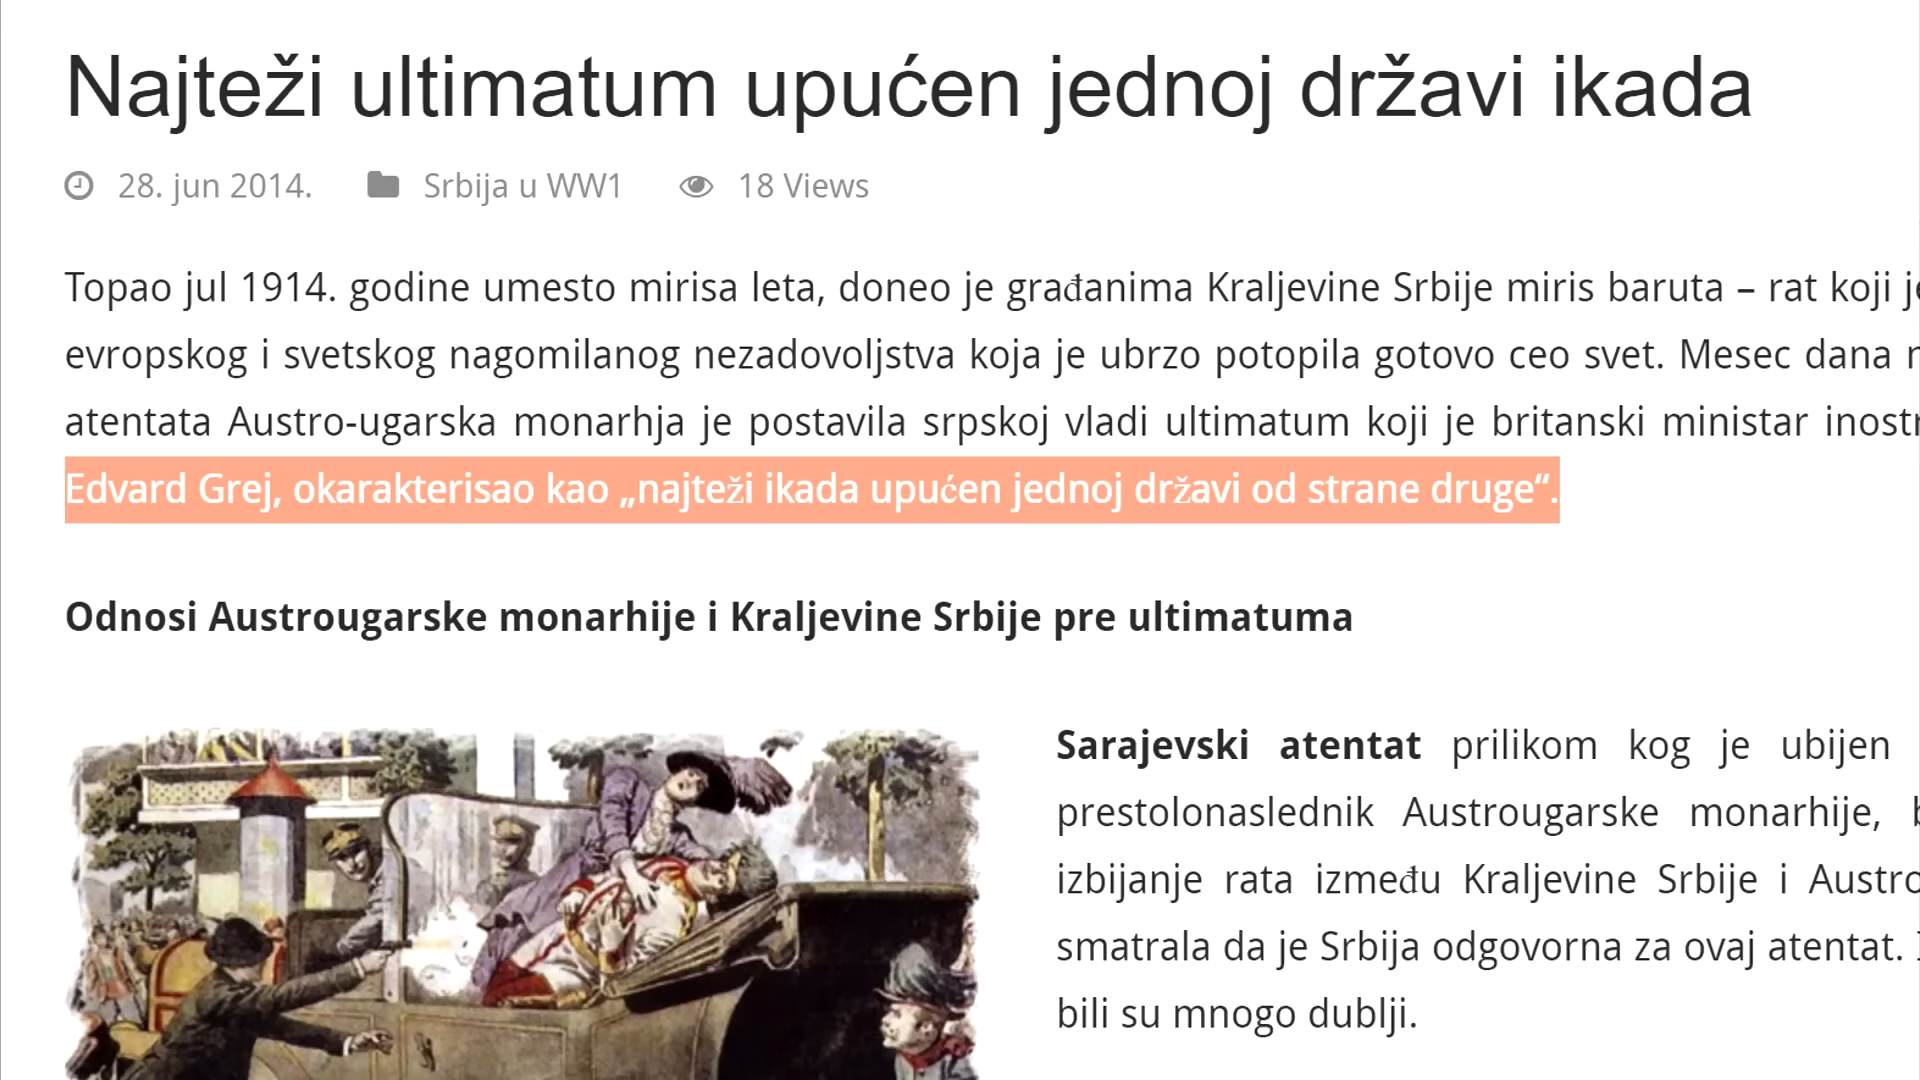 Najteži ultimatum upućen jednoj državi ikada
28. jun 2014. Srbija u WW1 18 Views
Topao jul 1914. godine umesto mirisa leta, doneo je građanima Kraljevine Srbije miris baruta – rat koji
evropskog i svetskog nagomilanog nezadovoljstva koja je ubrzo potopila gotovo ceo svet. Mesec dana
atentata Austro-ugarska monarhja je postavila srpskoj vladi ultimatum koji je britanski ministar
Edvard Grej, okarakterisao kao „najteži ikada upućen jednoj državi od strane druge“.
Odnosi Austrougarske monarhije i Kraljevine Srbije pre ultimatuma
Sarajevski atentat prilikom kog je ubijen
prestolonaslednik Austrougarske monarhije,
izbijanje rata između Kraljevine Srbije i
smatrala da je Srbija odgovorna za ovaj atentat.
bili su mnogo dublji.